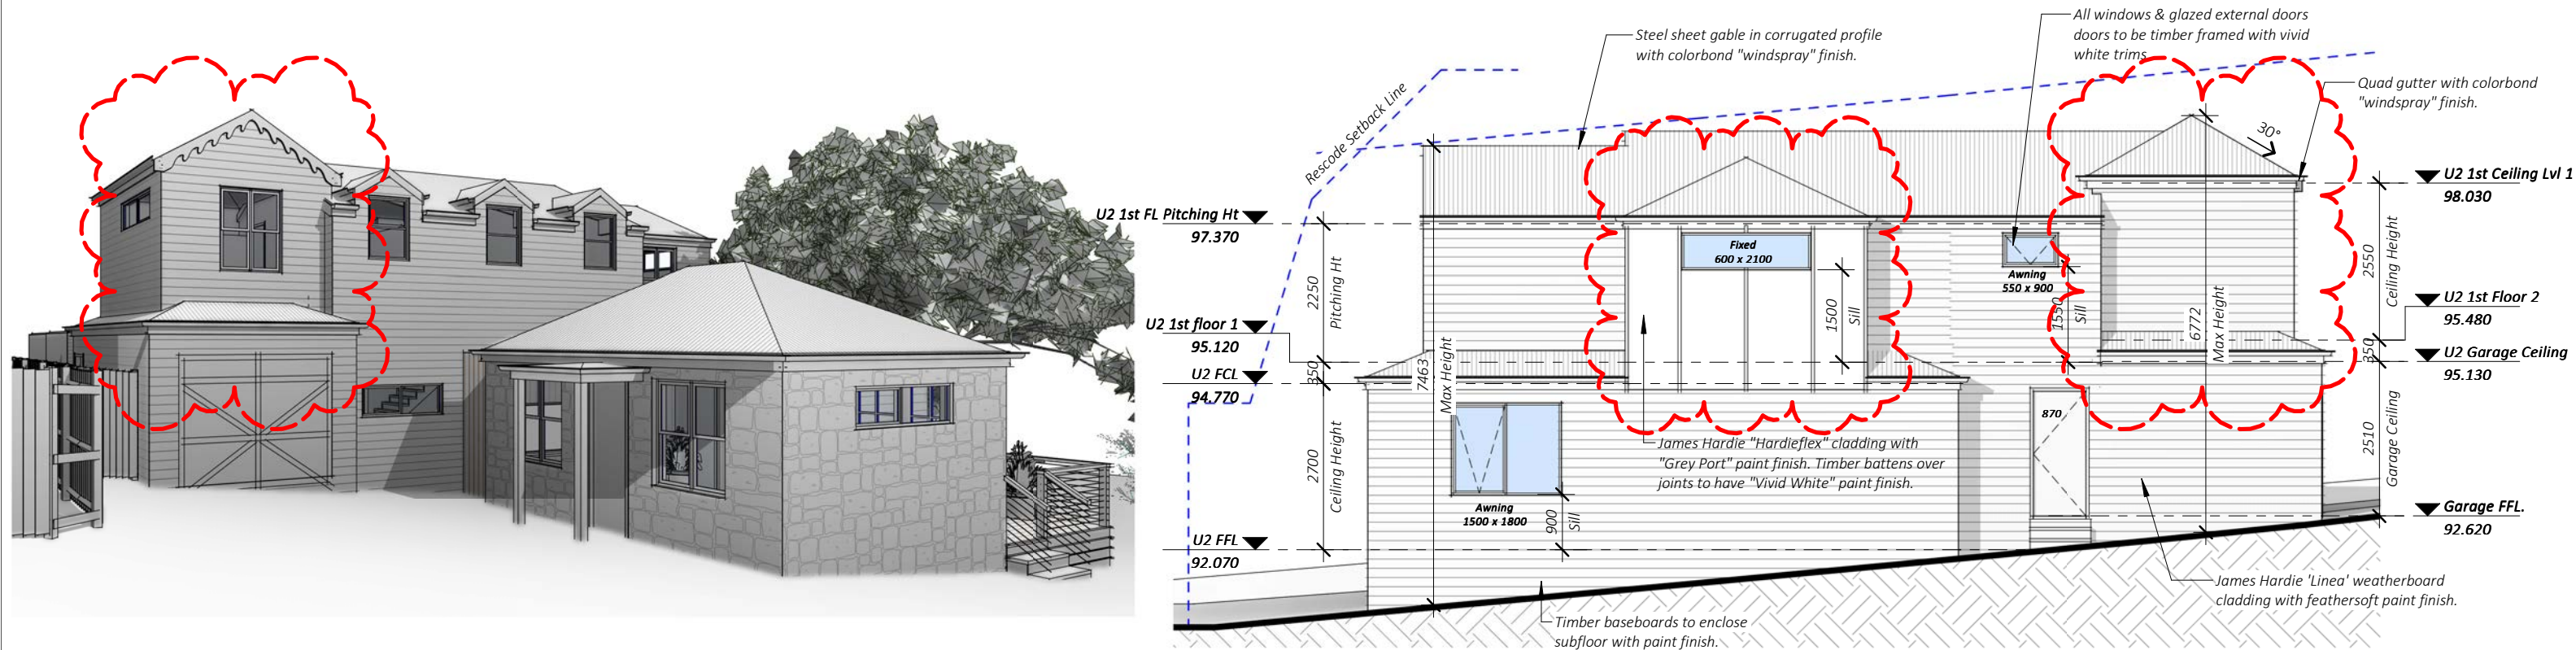 Steel sheet gable in corrugated profile
with colorbond "windspray" finish.
All windows & glazed external doors
doors to be timber framed with vivid
white trims.
Quad gutter with colorbond
"windspray" finish.
Rescode Setback Line
30°
U2 1st FL Pitching Ht
97.370
U2 1st floor 1
95.120
U2 FCL
94.770
U2 FFL
92.070
2250
Pitching Ht
350
2700
Ceiling Height
7463
Max Height
Fixed
600 x 2100
1500
Sill
Awning
550 x 900
1550
Sill
6772
Max Height
Awning
1500 x 1800
900
Sill
870
James Hardie "Hardieflex" cladding with
"Grey Port" paint finish. Timber battens over
joints to have "Vivid White" paint finish.
Timber baseboards to enclose
subfloor with paint finish.
James Hardie 'Linea' weatherboard
cladding with feathersoft paint finish.
2550
Ceiling Height
350
2510
Garage Ceiling
U2 1st Ceiling Lvl 1
98.030
U2 1st Floor 2
95.480
U2 Garage Ceiling
95.130
Garage FFL.
92.620